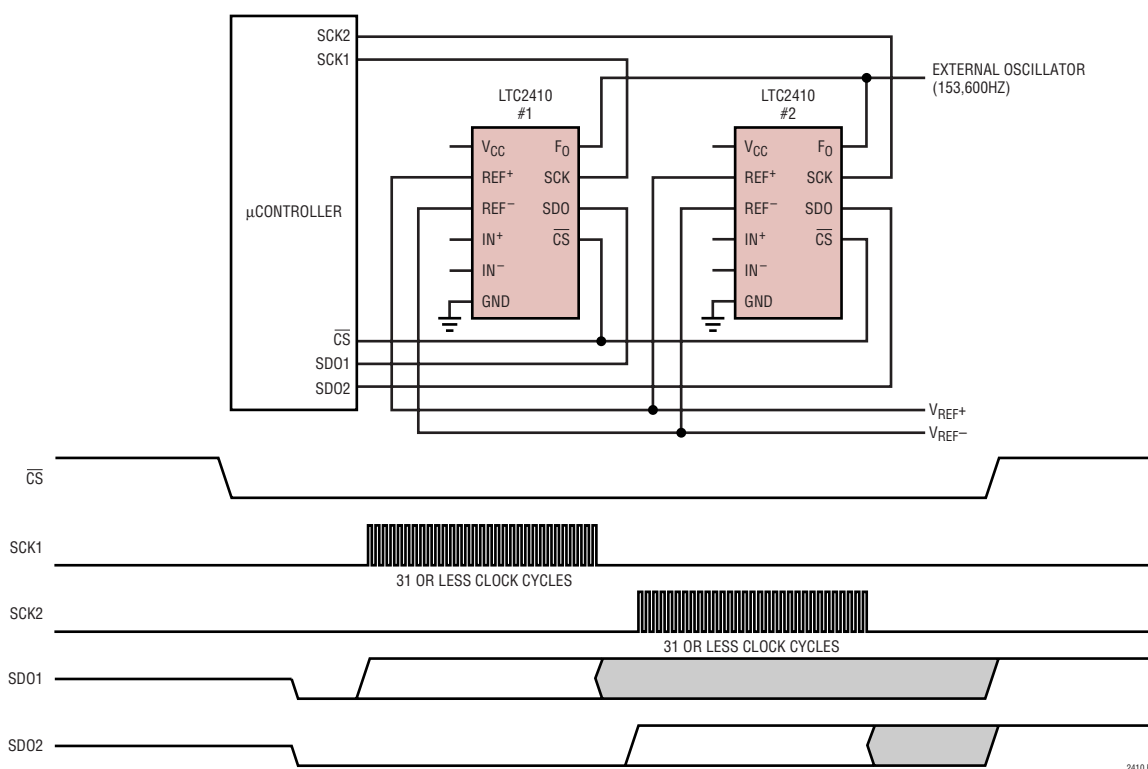 SCK2
SCK1
EXTERNAL OSCILLATOR
(153,600HZ)
LTC2410
#1
LTC2410
#2
VCC FO
REF+ SCK
REF– SDO
IN+ CS
IN–
GND
VCC FO
REF+ SCK
REF– SDO
IN+ CS
IN–
GND
µCONTROLLER
CS
SDO1
SDO2
VREF+
VREF–
CS
SCK1
31 OR LESS CLOCK CYCLES
SCK2
31 OR LESS CLOCK CYCLES
SDO1
SDO2
2410